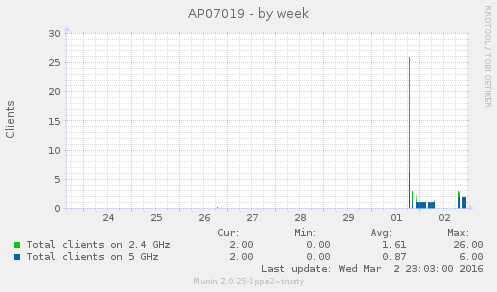 AP07019 - by week
RRDTOOL / TOBI OETIKER
Clients
30
25
20
15
10
5
0
24 25 26 27 28 29 01 02
Cur: Min: Avg: Max:
Total clients on 2.4 GHz 2.00 0.00 1.61 26.00
Total clients on 5 GHz 2.00 0.00 0.87 6.00
Last update: Wed Mar 2 23:03:00 2016
Munin 2.0.25-1ppa2~trusty